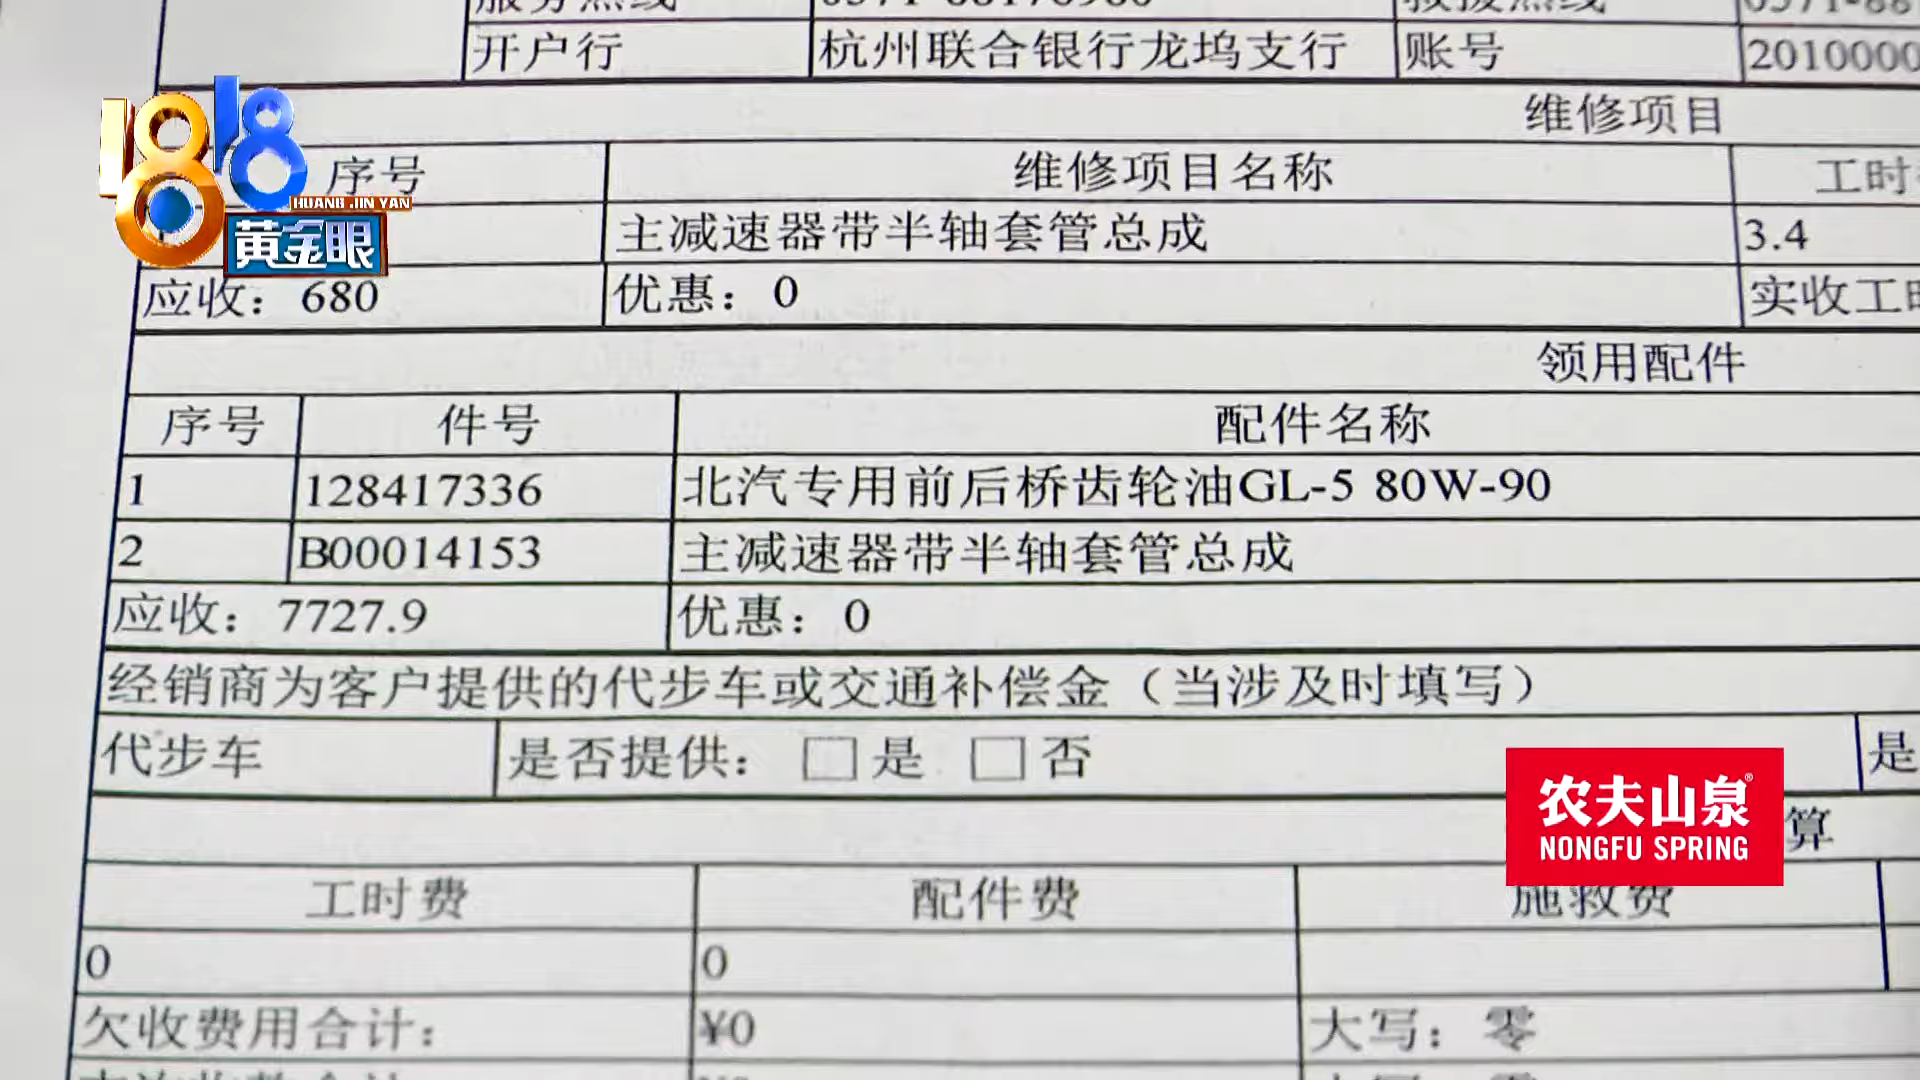 开户行 杭州联合银行龙坞支行 账号 2010000
维修项目
序号 维修项目名称 工时
主减速器带半轴套管总成 3.4
应收：680 优惠：0 实收工时
领用配件
序号 件号 配件名称
1 128417336 北汽专用前后桥齿轮油GL-5 80W-90
2 B00014153 主减速器带半轴套管总成
应收：7727.9 优惠：0
经销商为客户提供的代步车或交通补偿金（当涉及时填写）
代步车 是否提供：□是 □否 是
算
工时费 配件费 施救费
0 0
欠收费用合计： ¥0 大写：零
1818
HUANG JIN YAN
黄金眼
农夫山泉®
NONGFU SPRING